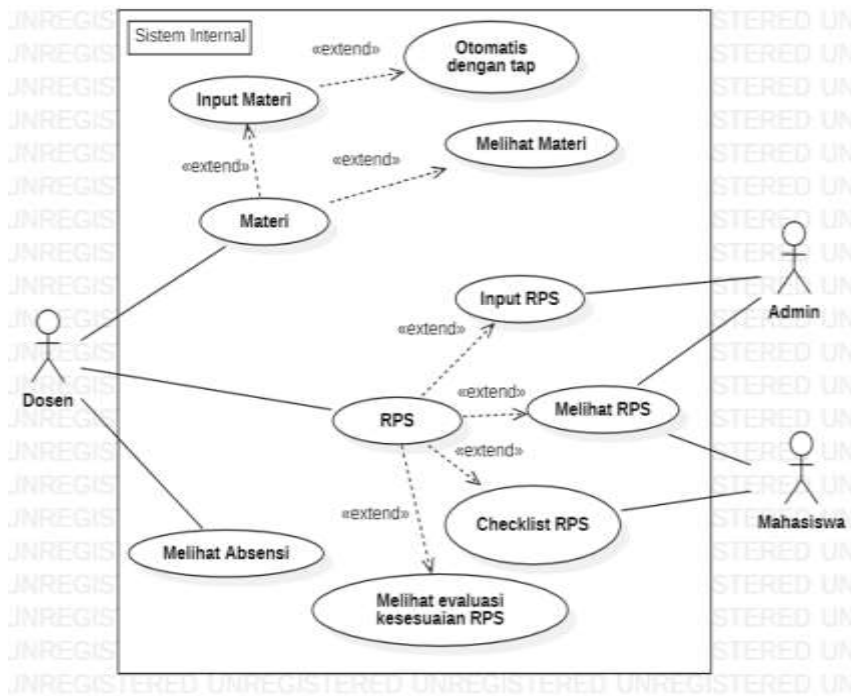 Sistem Internal
«extend»
Otomatis
dengan tap
Input Materi
«extend»
«extend»
Melihat Materi
Materi
Input RPS
Admin
«extend»
Dosen
«extend»
Melihat RPS
RPS
«extend»
«extend»
Checklist RPS
Mahasiswa
Melihat Absensi
Melihat evaluasi
kesesuaian RPS
UNREGISTERED UNREGISTERED UNREGISTERED UNREGISTERED UN